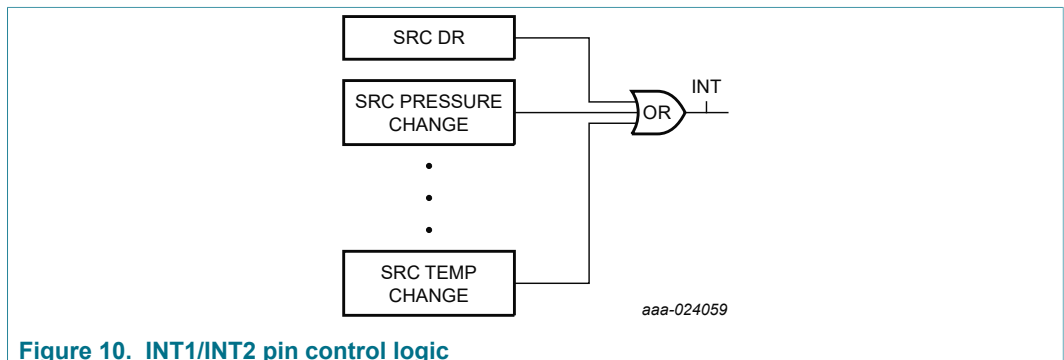 SRC DR
SRC PRESSURE
CHANGE
SRC TEMP
CHANGE
OR
INT
aaa-024059
Figure 10. INT1/INT2 pin control logic